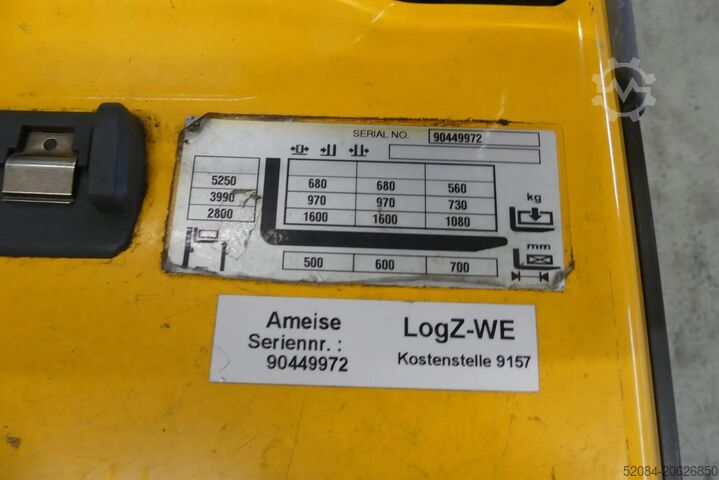 SERIAL NO. 90449972
kg
5250 680 680 560
3990 970 970 730
2800 1600 1600 1080
mm
500 600 700
mm
Ameise
Seriennr. :
90449972
LogZ-WE
Kostenstelle 9157
52084-20626850